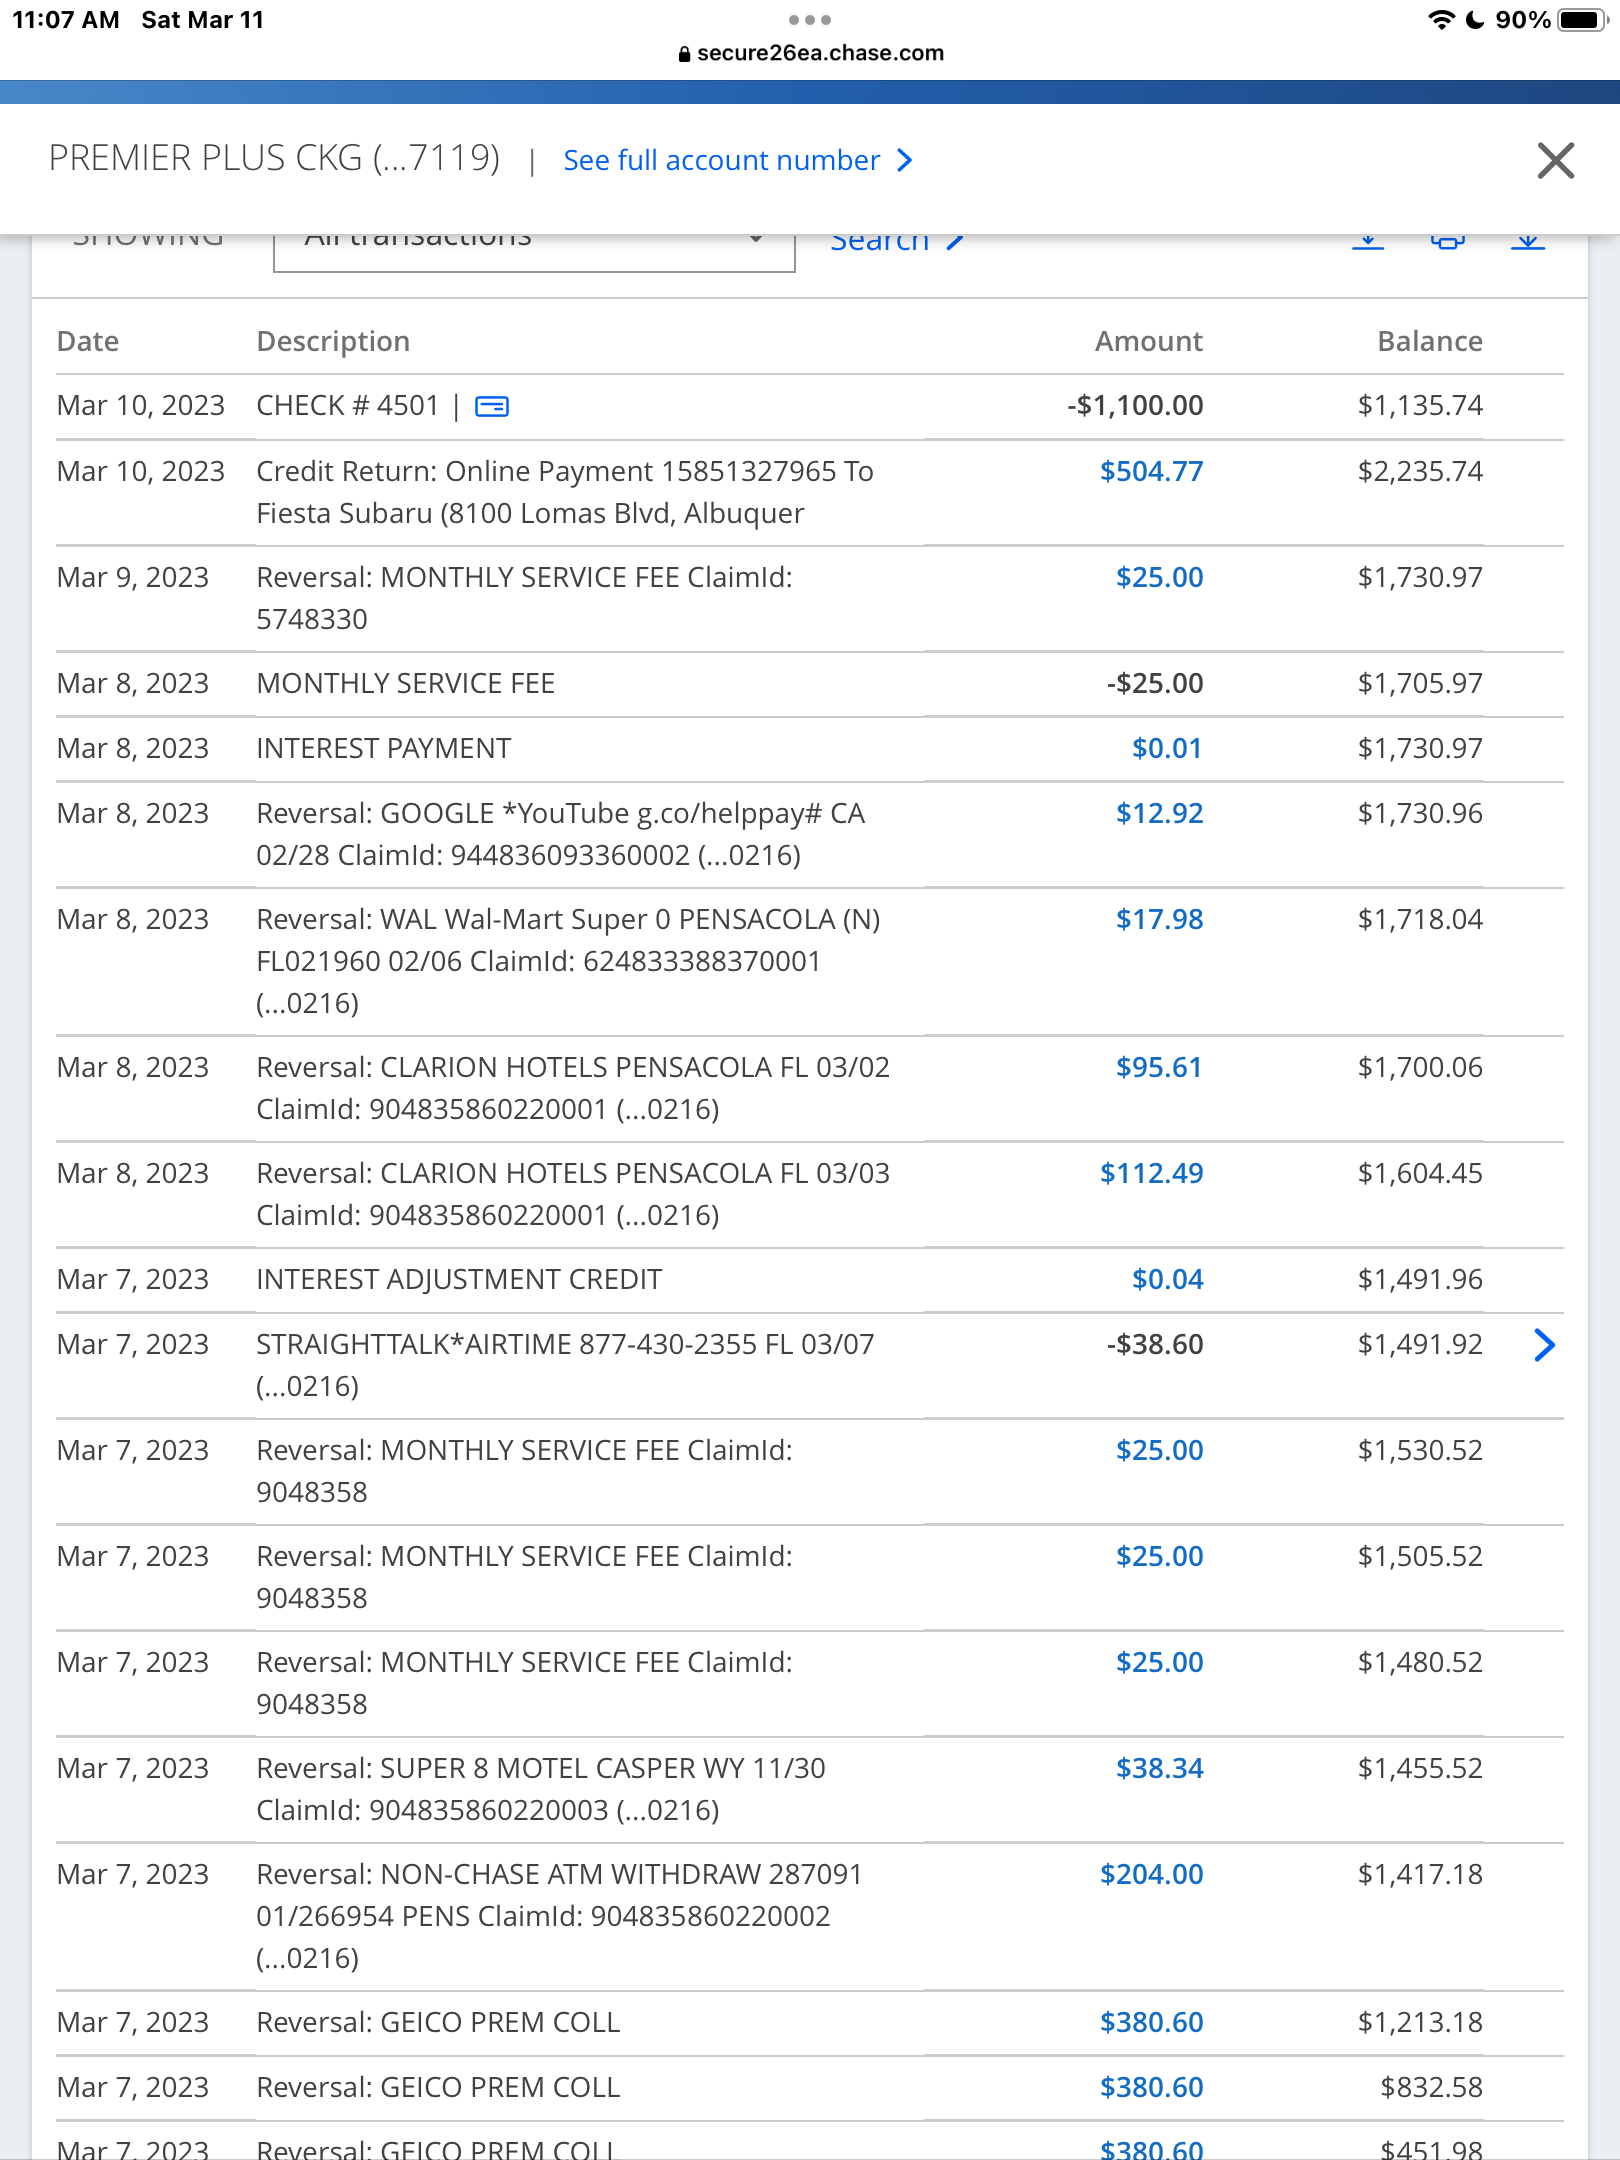 11:07 AM Sat Mar 11 90%
secure26ea.chase.com
PREMIER PLUS CKG (...7119) | See full account number
SHOWING All transactions Search
Date Description Amount Balance
Mar 10, 2023 CHECK # 4501 | -$1,100.00 $1,135.74
Mar 10, 2023 Credit Return: Online Payment 15851327965 To $504.77 $2,235.74
Fiesta Subaru (8100 Lomas Blvd, Albuquer
Mar 9, 2023 Reversal: MONTHLY SERVICE FEE ClaimId: $25.00 $1,730.97
5748330
Mar 8, 2023 MONTHLY SERVICE FEE -$25.00 $1,705.97
Mar 8, 2023 INTEREST PAYMENT $0.01 $1,730.97
Mar 8, 2023 Reversal: GOOGLE *YouTube g.co/helppay# CA $12.92 $1,730.96
02/28 ClaimId: 944836093360002 (...0216)
Mar 8, 2023 Reversal: WAL Wal-Mart Super 0 PENSACOLA (N) $17.98 $1,718.04
FL021960 02/06 ClaimId: 624833388370001
(...0216)
Mar 8, 2023 Reversal: CLARION HOTELS PENSACOLA FL 03/02 $95.61 $1,700.06
ClaimId: 904835860220001 (...0216)
Mar 8, 2023 Reversal: CLARION HOTELS PENSACOLA FL 03/03 $112.49 $1,604.45
ClaimId: 904835860220001 (...0216)
Mar 7, 2023 INTEREST ADJUSTMENT CREDIT $0.04 $1,491.96
Mar 7, 2023 STRAIGHTTALK*AIRTIME 877-430-2355 FL 03/07 -$38.60 $1,491.92
(...0216)
Mar 7, 2023 Reversal: MONTHLY SERVICE FEE ClaimId: $25.00 $1,530.52
9048358
Mar 7, 2023 Reversal: MONTHLY SERVICE FEE ClaimId: $25.00 $1,505.52
9048358
Mar 7, 2023 Reversal: MONTHLY SERVICE FEE ClaimId: $25.00 $1,480.52
9048358
Mar 7, 2023 Reversal: SUPER 8 MOTEL CASPER WY 11/30 $38.34 $1,455.52
ClaimId: 904835860220003 (...0216)
Mar 7, 2023 Reversal: NON-CHASE ATM WITHDRAW 287091 $204.00 $1,417.18
01/266954 PENS ClaimId: 904835860220002
(...0216)
Mar 7, 2023 Reversal: GEICO PREM COLL $380.60 $1,213.18
Mar 7, 2023 Reversal: GEICO PREM COLL $380.60 $832.58
Mar 7, 2023 Reversal: GEICO PREM COLL $380.60 $451.98